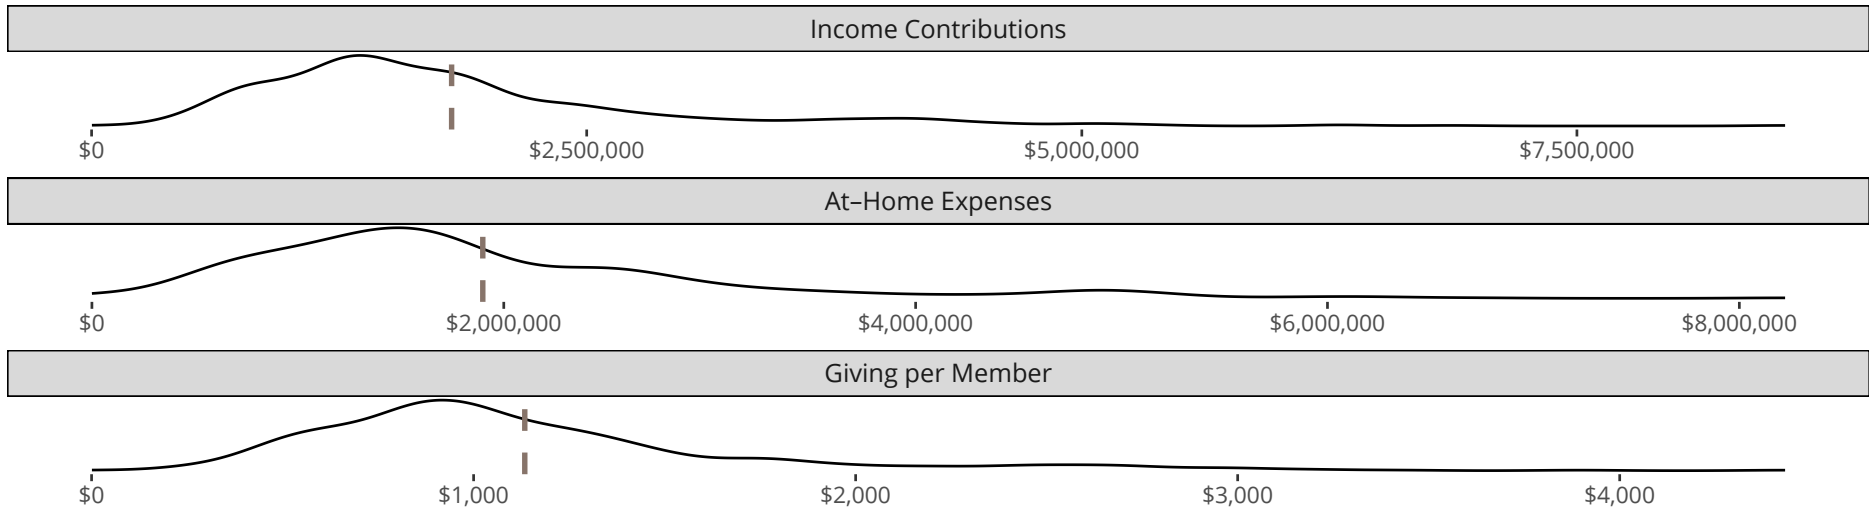 Income Contributions
$0 $2,500,000 $5,000,000 $7,500,000
At–Home Expenses
$0 $2,000,000 $4,000,000 $6,000,000 $8,000,000
Giving per Member
$0 $1,000 $2,000 $3,000 $4,000